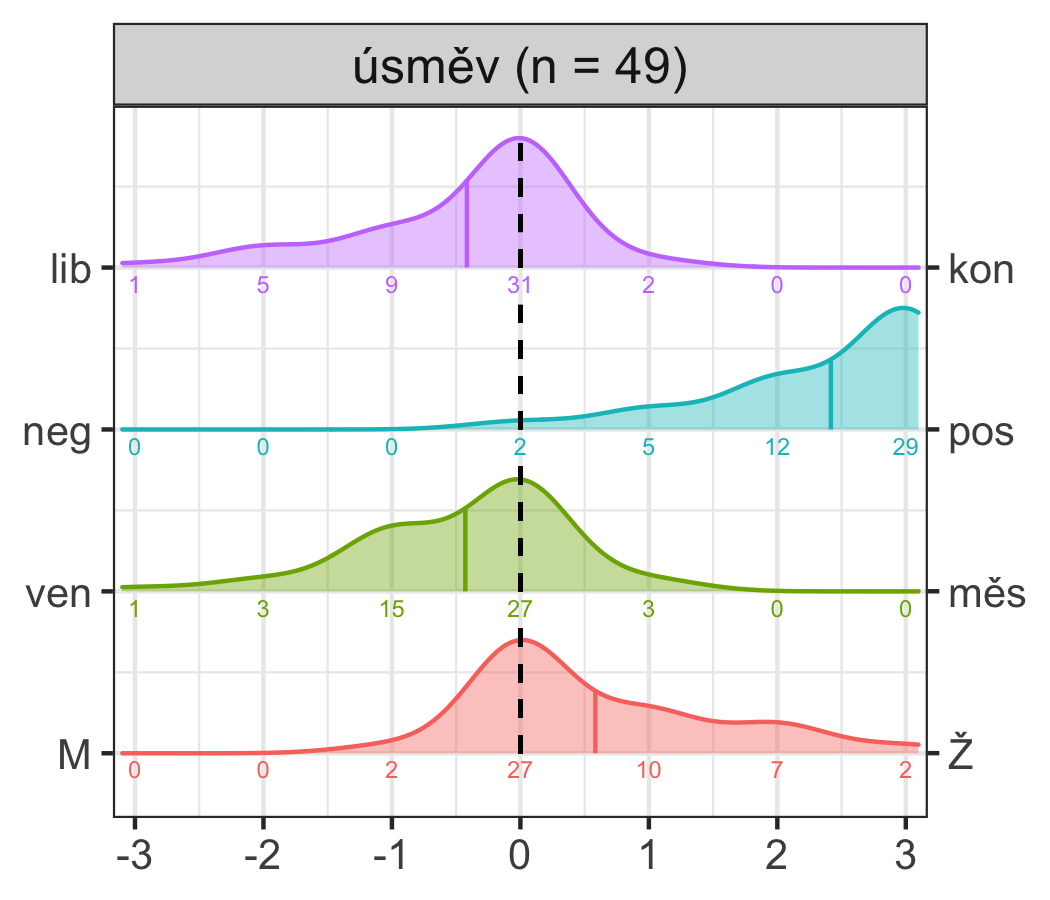 úsměv (n = 49)
lib kon
1 5 9 31 2 0 0
neg pos
0 0 0 2 5 12 29
ven měs
1 3 15 27 3 0 0
M Ž
0 0 2 27 10 7 2
-3 -2 -1 0 1 2 3